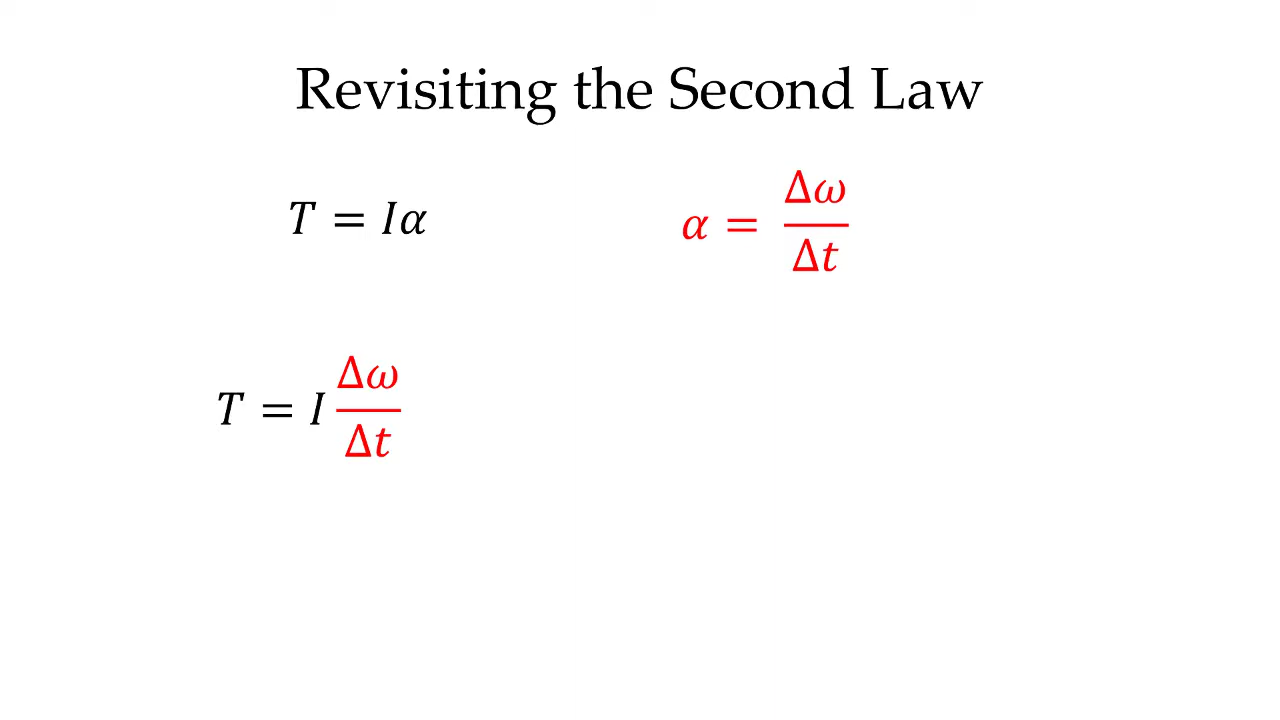 Revisiting the Second Law
T = Iα
α = Δω/Δt
T = I Δω/Δt